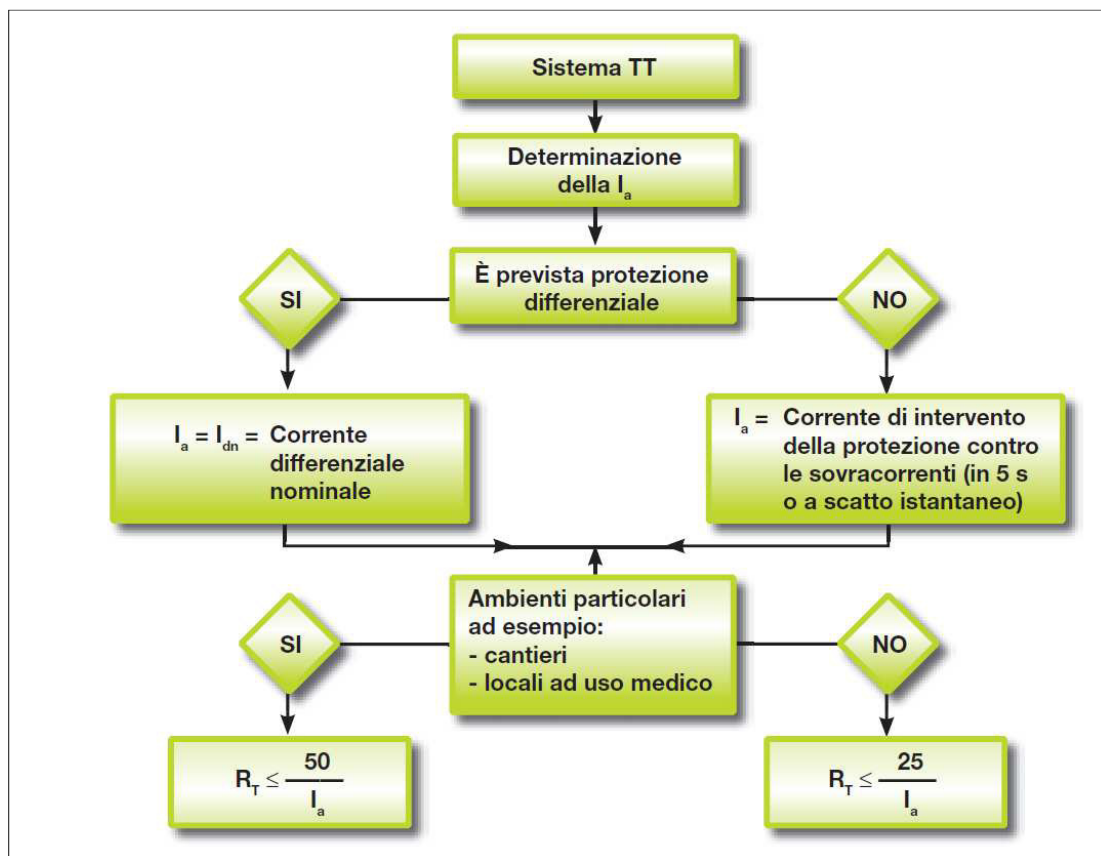 Sistema TT
Determinazione
della Ia
È prevista protezione
differenziale
SI
NO
Ia = Idn = Corrente
differenziale
nominale
Ia = Corrente di intervento
della protezione contro
le sovracorrenti (in 5 s
o a scatto istantaneo)
Ambienti particolari
ad esempio:
- cantieri
- locali ad uso medico
SI
NO
RT ≤ 50
Ia
RT ≤ 25
Ia